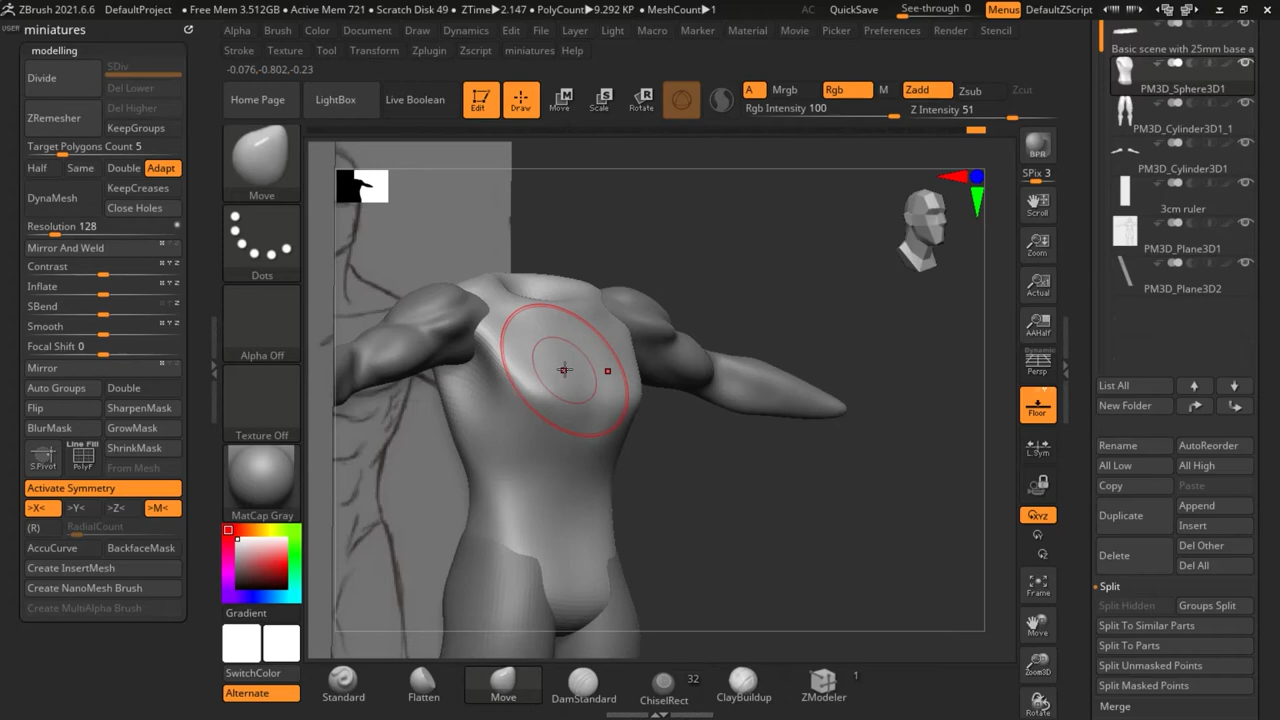 ZBrush 2021.6.6 DefaultProject • Free Mem 3.512GB • Active Mem 721 • Scratch Disk 49 • ZTime▸2.147 • PolyCount▸9.292 KP • MeshCount▸1 AC QuickSave See-through 0 Menus DefaultZScript
USER miniatures
Alpha Brush Color Document Draw Dynamics Edit File Layer Light Macro Marker Material Movie Picker Preferences Render Stencil
Stroke Texture Tool Transform Zplugin Zscript miniatures Help
-0.076,-0.802,-0.23
modelling
Divide
SDiv
Del Lower
Del Higher
ZRemesher
KeepGroups
Target Polygons Count 5
Half Same Double Adapt
DynaMesh
KeepCreases
Close Holes
Resolution 128
Mirror And Weld
Contrast
Inflate
SBend
Smooth
Focal Shift 0
Mirror
Auto Groups Double
Flip SharpenMask
BlurMask GrowMask
S.Pivot
Line Fill
PolyF
ShrinkMask
From Mesh
Activate Symmetry
>X< >Y< >Z< >M<
(R) RadialCount
AccuCurve BackfaceMask
Create InsertMesh
Create NanoMesh Brush
Create MultiAlpha Brush
Home Page LightBox Live Boolean
Edit Draw Move Scale Rotate
A Mrgb Rgb M Zadd Zsub Zcut
Rgb Intensity 100 Z Intensity 51
Move
Dots
Alpha Off
Texture Off
MatCap Gray
Gradient
SwitchColor
Alternate
Standard Flatten Move DamStandard ChiselRect 32 ClayBuildup ZModeler 1
BPR
SPix 3
Scroll
Zoom
Actual
AAHalf
Dynamic
Persp
Floor
L.Sym
XYZ
Frame
Move
Zoom3D
Rotate
Basic scene with 25mm base a
PM3D_Sphere3D1
PM3D_Cylinder3D1_1
PM3D_Cylinder3D1
3cm ruler
PM3D_Plane3D1
PM3D_Plane3D2
List All
New Folder
Rename AutoReorder
All Low All High
Copy Paste
Duplicate
Append
Insert
Delete
Del Other
Del All
Split
Split Hidden Groups Split
Split To Similar Parts
Split To Parts
Split Unmasked Points
Split Masked Points
Merge